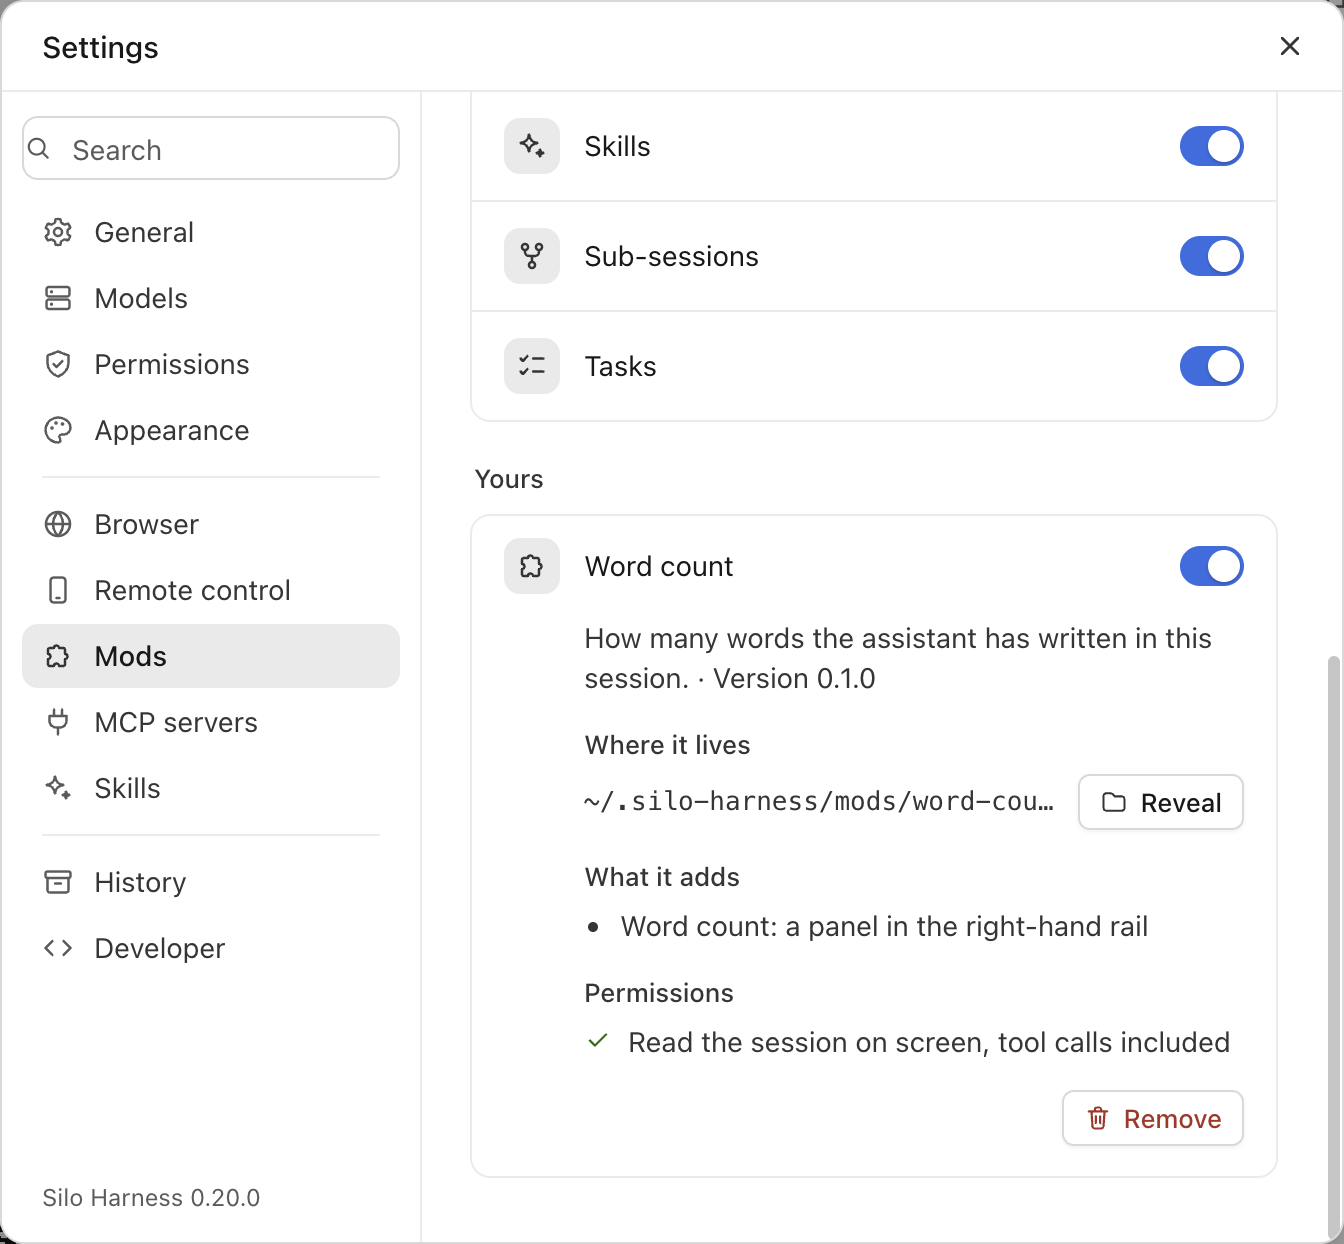 Settings
Search
General
Models
Permissions
Appearance
Browser
Remote control
Mods
MCP servers
Skills
History
Developer
Silo Harness 0.20.0
Skills
Sub-sessions
Tasks
Yours
Word count
How many words the assistant has written in this
session. · Version 0.1.0
Where it lives
~/.silo-harness/mods/word-cou…
Reveal
What it adds
• Word count: a panel in the right-hand rail
Permissions
Read the session on screen, tool calls included
Remove